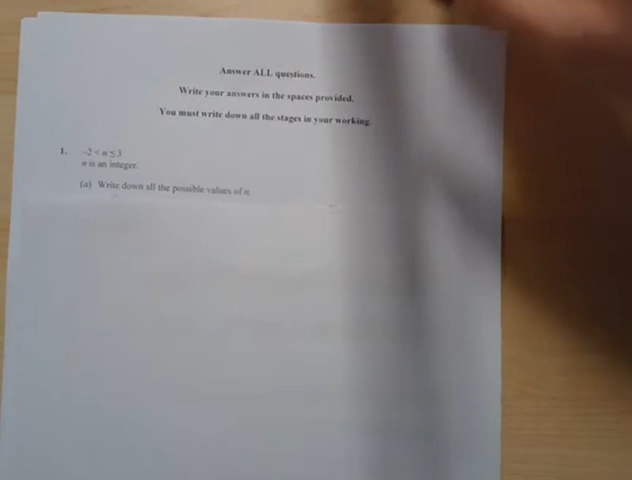 Answer ALL questions.
Write your answers in the spaces provided.
You must write down all the stages in your working.
1. –2 < n ≤ 3
n is an integer.
(a) Write down all the possible values of n.